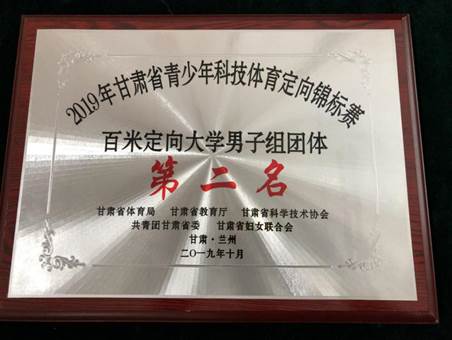 2019年甘肃省青少年科技体育定向锦标赛
百米定向大学男子组团体
第二名
甘肃省体育局 甘肃省教育厅 甘肃省科学技术协会
共青团甘肃省委 甘肃省妇女联合会
甘肃·兰州
二〇一九年十月